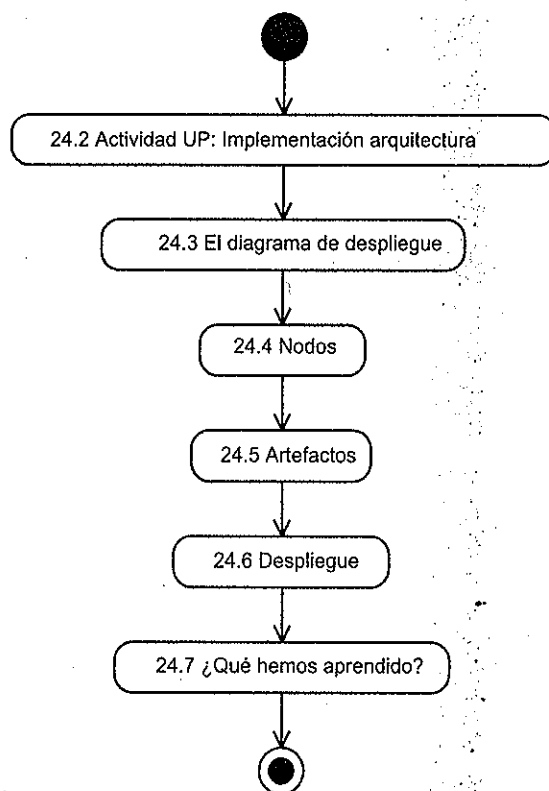 24.2 Actividad UP: Implementación arquitectura
24.3 El diagrama de despliegue
24.4 Nodos
24.5 Artefactos
24.6 Despliegue
24.7 ¿Qué hemos aprendido?